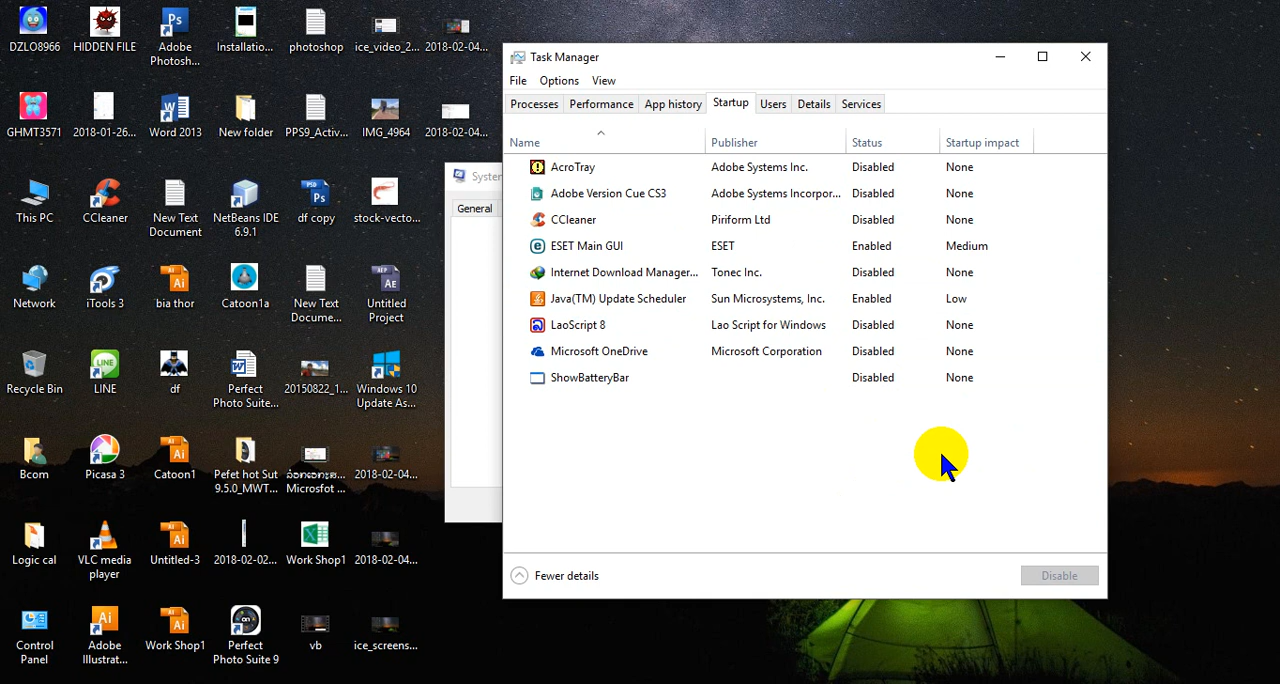 DZLO8966
HIDDEN FILE
Adobe
Photosh...
Installatio...
photoshop
ice_video_2...
2018-02-04...
GHMT3571
2018-01-26...
Word 2013
New folder
PPS9_Activ...
IMG_4964
2018-02-04...
This PC
CCleaner
New Text
Document
NetBeans IDE
6.9.1
df copy
stock-vecto...
Network
iTools 3
bia thor
Catoon1a
New Text
Docume...
Untitled
Project
Recycle Bin
LINE
df
Perfect
Photo Suite...
20150822_1...
Windows 10
Update As...
Bcom
Picasa 3
Catoon1
Pefet hot Sut
9.5.0_MWT...
Microsfot ...
2018-02-04...
Logic cal
VLC media
player
Untitled-3
2018-02-02...
Work Shop1
2018-02-04...
Control
Panel
Adobe
Illustrat...
Work Shop1
Perfect
Photo Suite 9
vb
ice_screens...
System
General
Task Manager
File Options View
Processes Performance App history Startup Users Details Services
Name Publisher Status Startup impact
AcroTray Adobe Systems Inc. Disabled None
Adobe Version Cue CS3 Adobe Systems Incorpor... Disabled None
CCleaner Piriform Ltd Disabled None
ESET Main GUI ESET Enabled Medium
Internet Download Manager... Tonec Inc. Disabled None
Java(TM) Update Scheduler Sun Microsystems, Inc. Enabled Low
LaoScript 8 Lao Script for Windows Disabled None
Microsoft OneDrive Microsoft Corporation Disabled None
ShowBatteryBar Disabled None
Fewer details
Disable